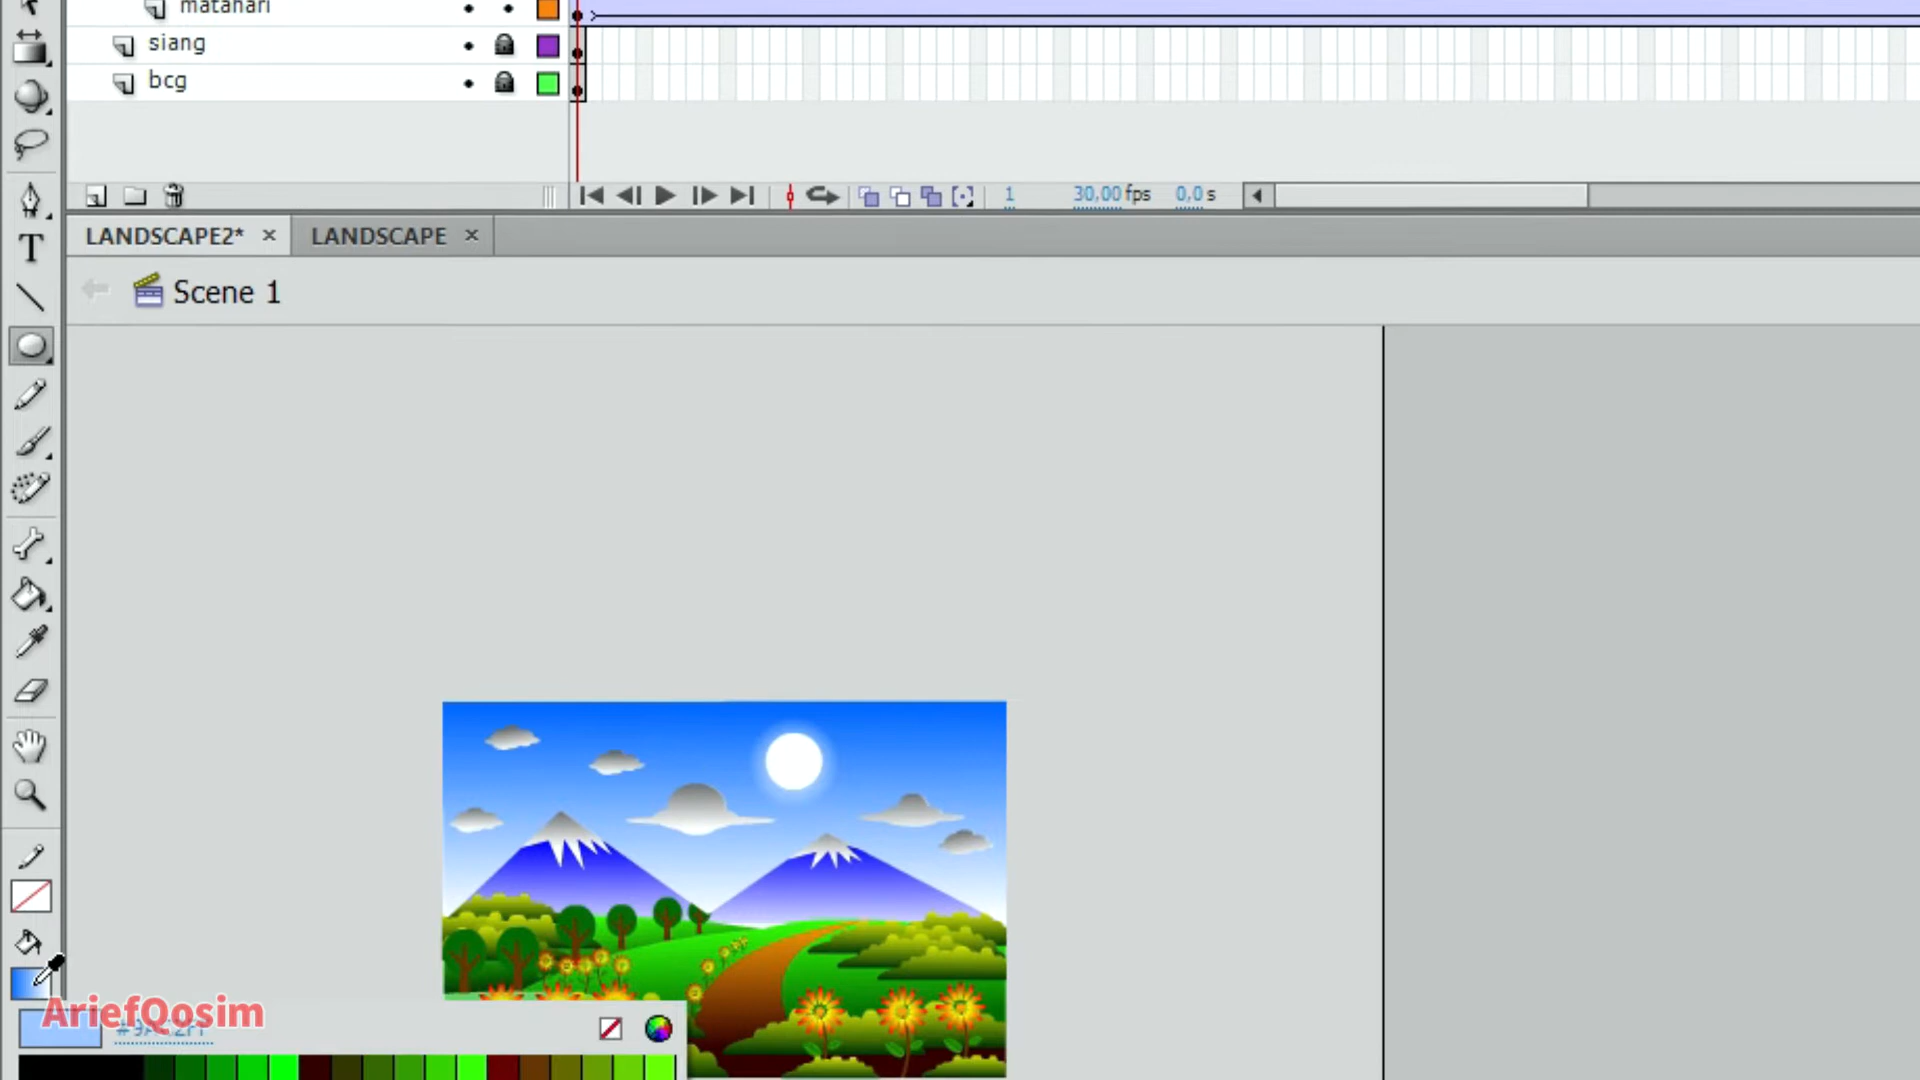 matahari
siang
bcg
1 30,00 fps 0,0 s
LANDSCAPE2* × LANDSCAPE ×
Scene 1
T
AriefQosim